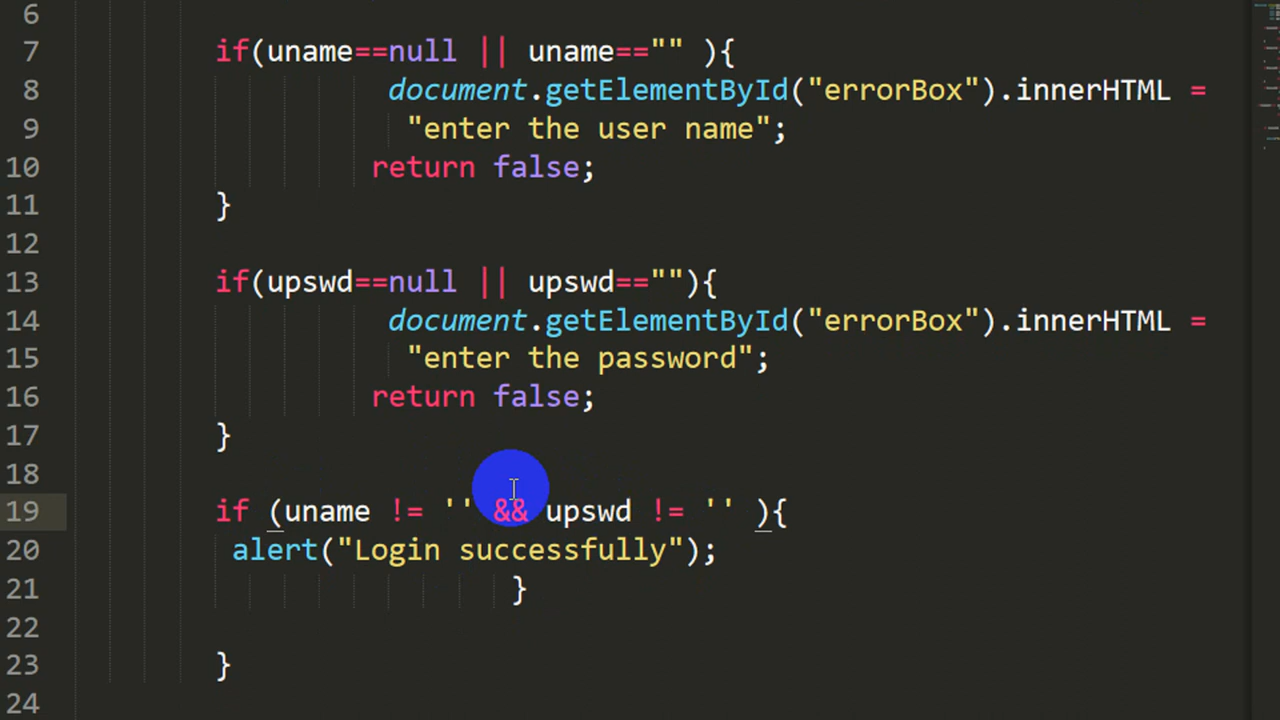 6
7 if(uname==null || uname=="" ){
8 document.getElementById("errorBox").innerHTML =
9 "enter the user name";
10 return false;
11 }
12
13 if(upswd==null || upswd==""){
14 document.getElementById("errorBox").innerHTML =
15 "enter the password";
16 return false;
17 }
18
19 if (uname != '' && upswd != '' ){
20 alert("Login successfully");
21 }
22
23 }
24